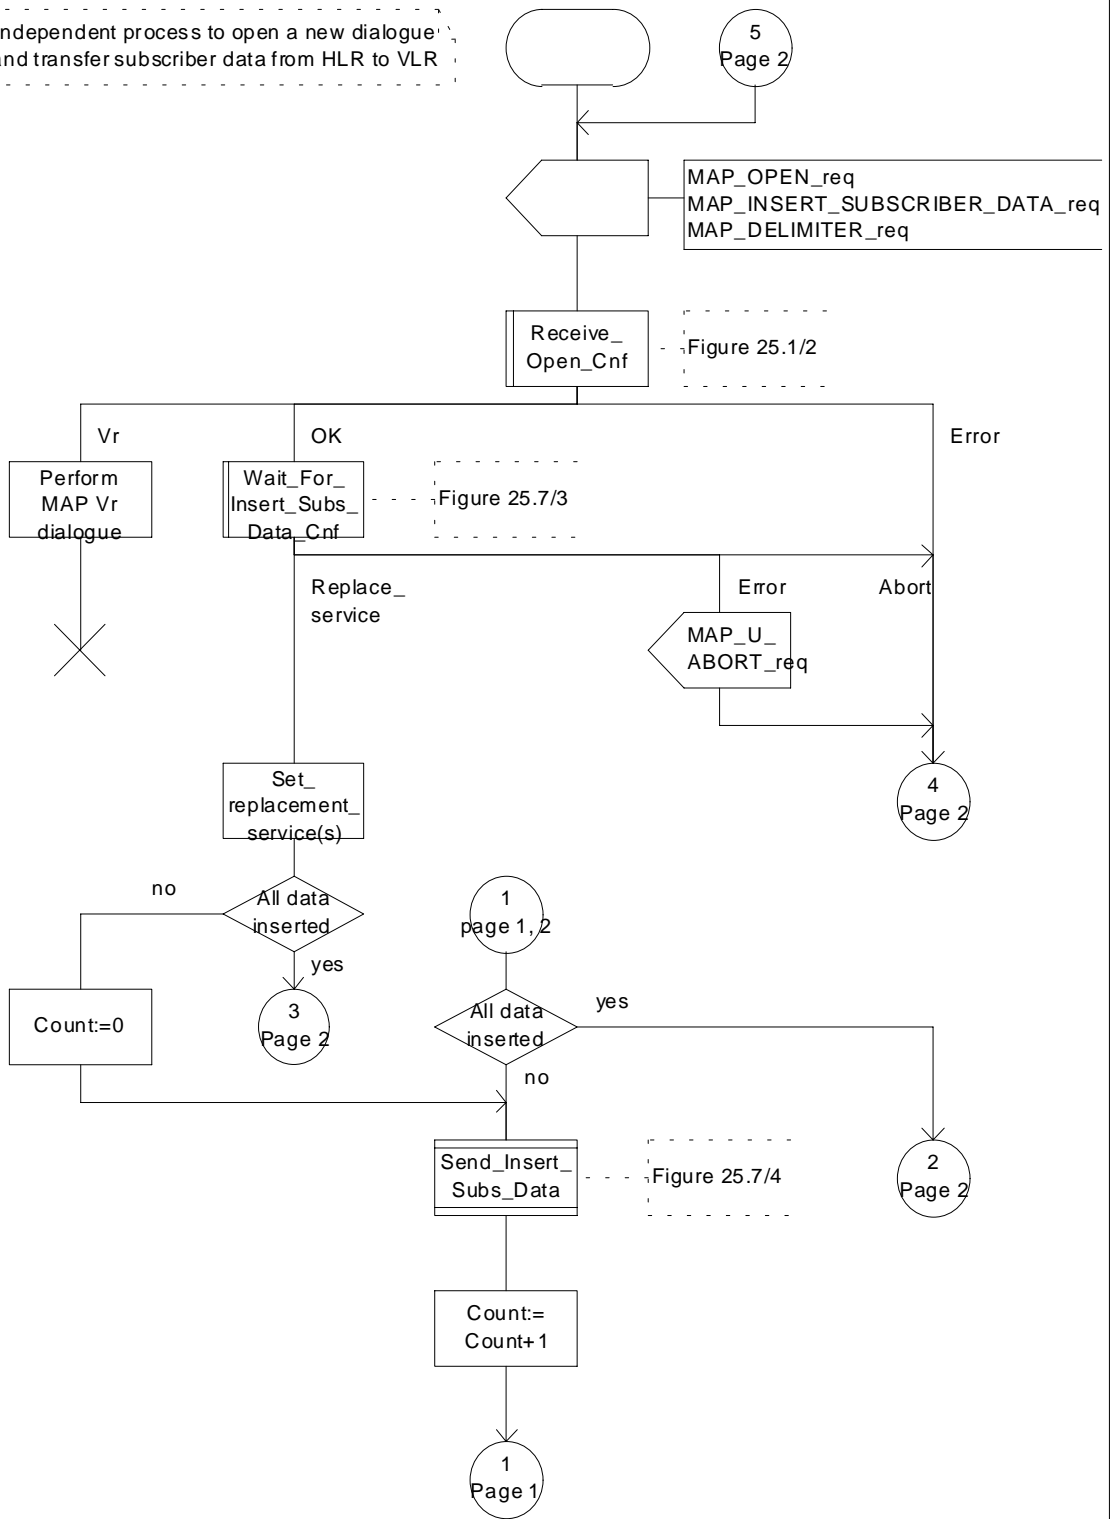 ndependent process to open a new dialogue
nd transfer subscriber data from HLR to VLR
5
Page 2
MAP_OPEN_req
MAP_INSERT_SUBSCRIBER_DATA_req
MAP_DELIMITER_req
Receive_
Open_Cnf
Figure 25.1/2
Vr
OK
Error
Perform
MAP Vr
dialogue
Wait_For_
Insert_Subs_
Data_Cnf
Figure 25.7/3
Replace_
service
Error
Abort
MAP_U_
ABORT_req
Set_
replacement_
service(s)
4
Page 2
no
All data
inserted
yes
1
page 1, 2
Count:=0
3
Page 2
All data
inserted
yes
no
Send_Insert_
Subs_Data
Figure 25.7/4
2
Page 2
Count:=
Count+1
1
Page 1